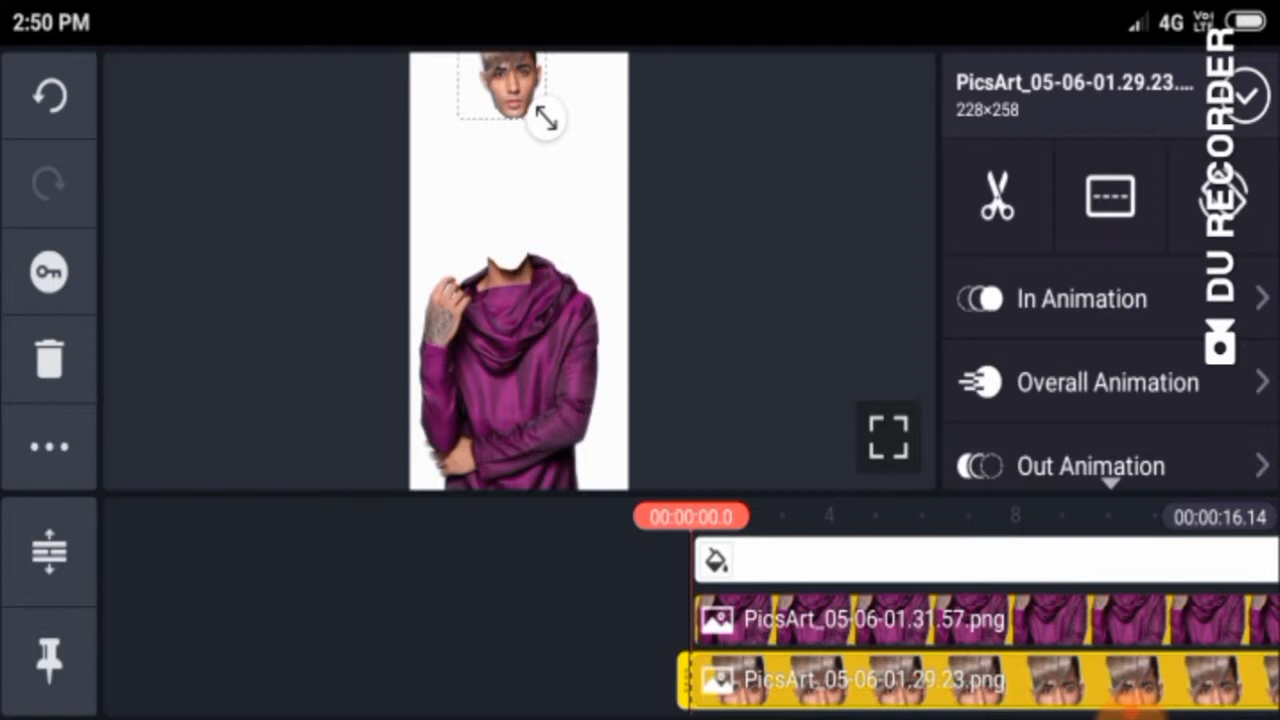 2:50 PM
4G
Vo)
LTE
PicsArt_05-06-01.29.23....
228×258
DU RECORDER
In Animation
Overall Animation
Out Animation
00:00:00.0
4
8
00:00:16.14
PicsArt_05-06-01.31.57.png
PicsArt_05-06-01.29.23.png